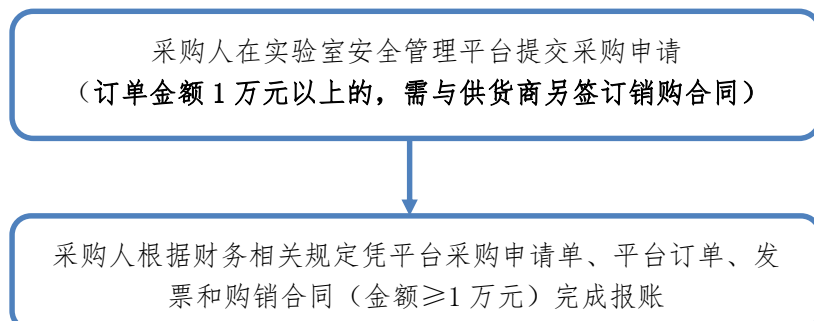 采购人在实验室安全管理平台提交采购申请
（订单金额 1 万元以上的，需与供货商另签订销购合同）
采购人根据财务相关规定凭平台采购申请单、平台订单、发
票和购销合同（金额≥1 万元）完成报账